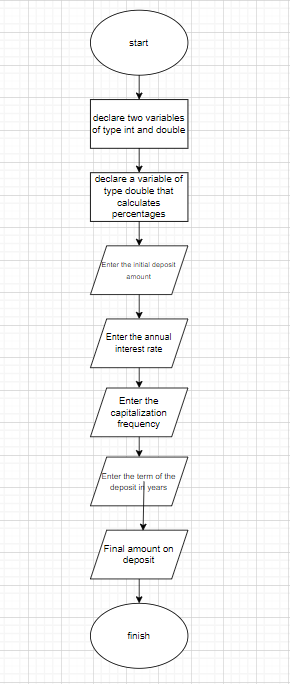 start
declare two variables
of type int and double
declare a variable of
type double that
calculates
percentages
Enter the initial deposit
amount
Enter the annual
interest rate
Enter the
capitalization
frequency
Enter the term of the
deposit in years
Final amount on
deposit
finish